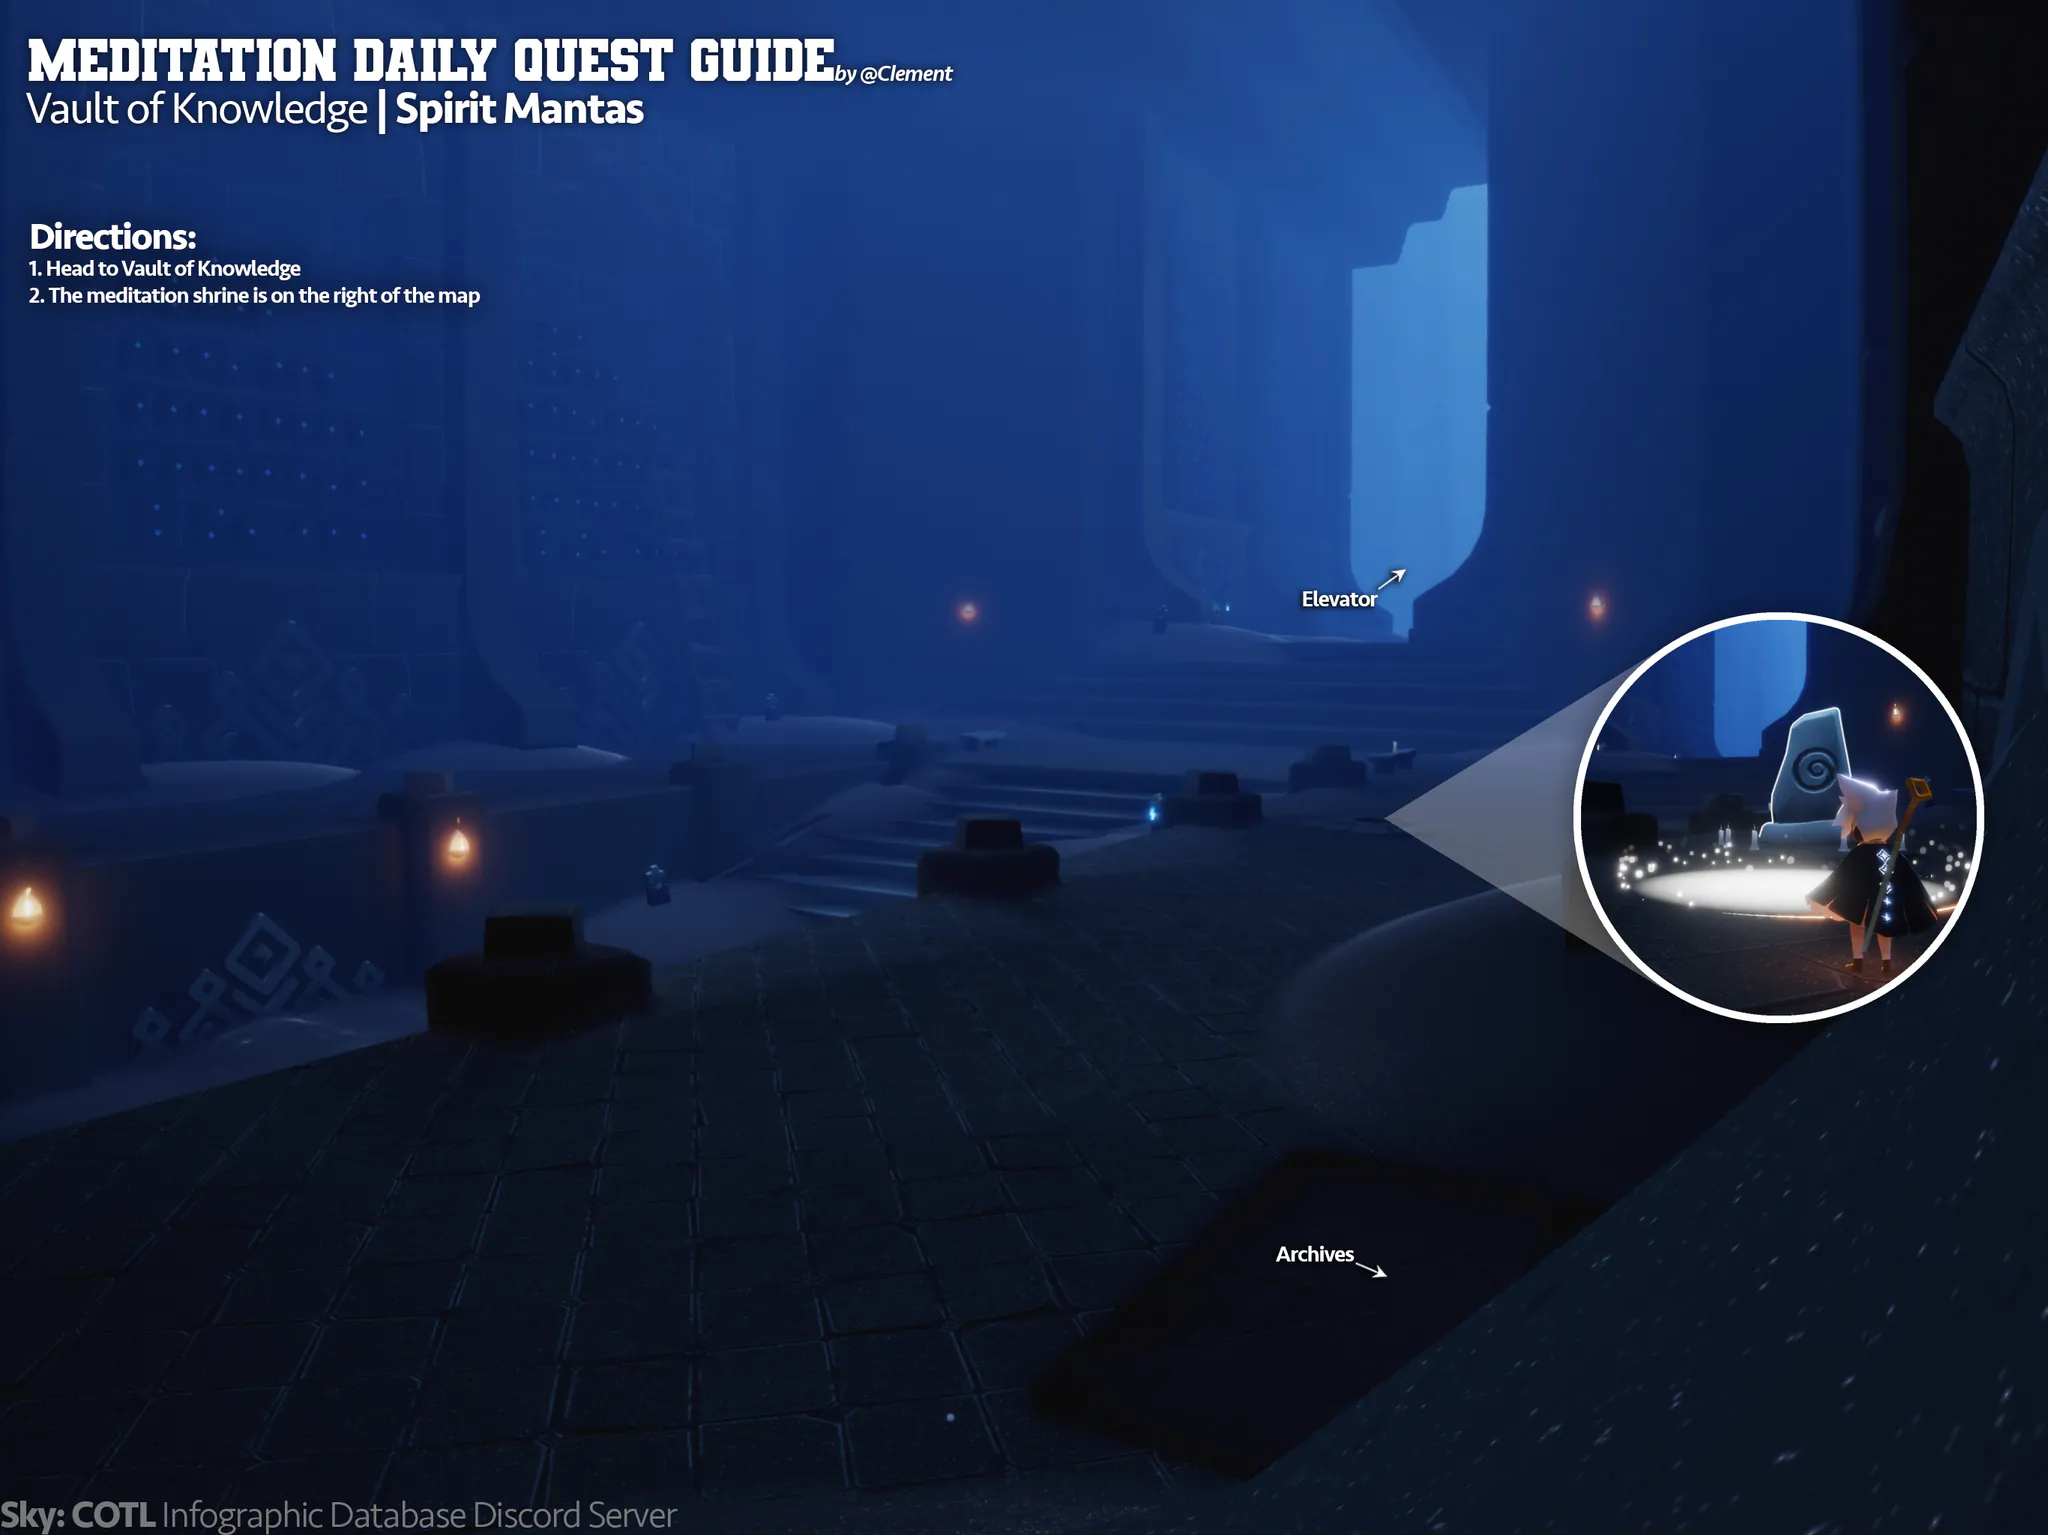 MEDITATION DAILY QUEST GUIDE by @Clement
Vault of Knowledge | Spirit Mantas
Directions:
1. Head to Vault of Knowledge
2. The meditation shrine is on the right of the map
Elevator
Archives
Sky: COTL Infographic Database Discord Server